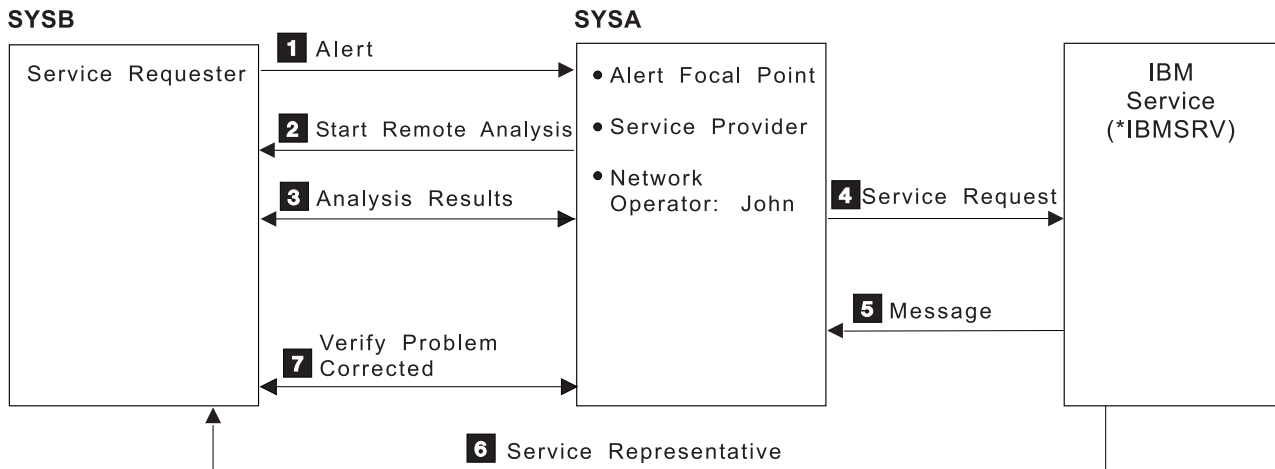 SYSB
SYSA
Service Requester
1 Alert
2 Start Remote Analysis
3 Analysis Results
7 Verify Problem
Corrected
• Alert Focal Point
• Service Provider
• Network
Operator: John
4 Service Request
5 Message
IBM
Service
(*IBMSRV)
6 Service Representative